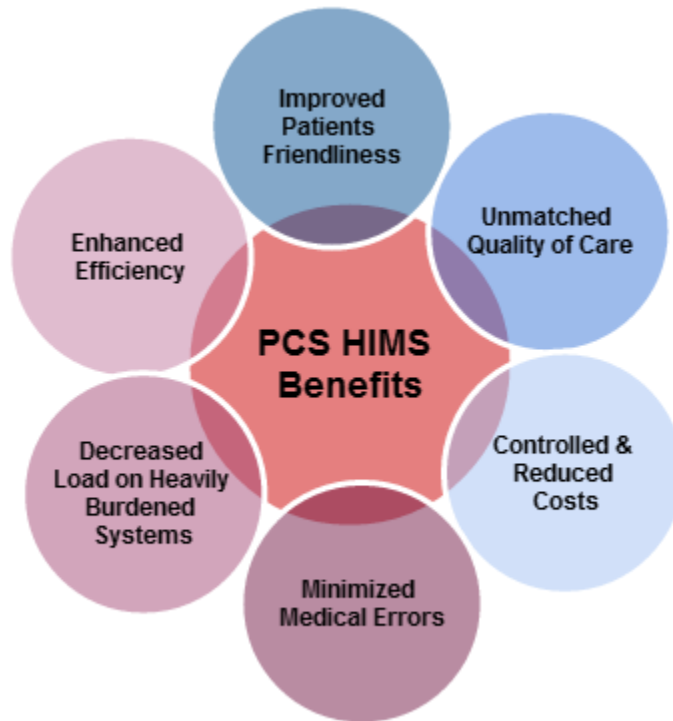 Improved
Patients
Friendliness
Unmatched
Quality of Care
Enhanced
Efficiency
PCS HIMS
Benefits
Controlled &
Reduced
Costs
Decreased
Load on Heavily
Burdened
Systems
Minimized
Medical Errors